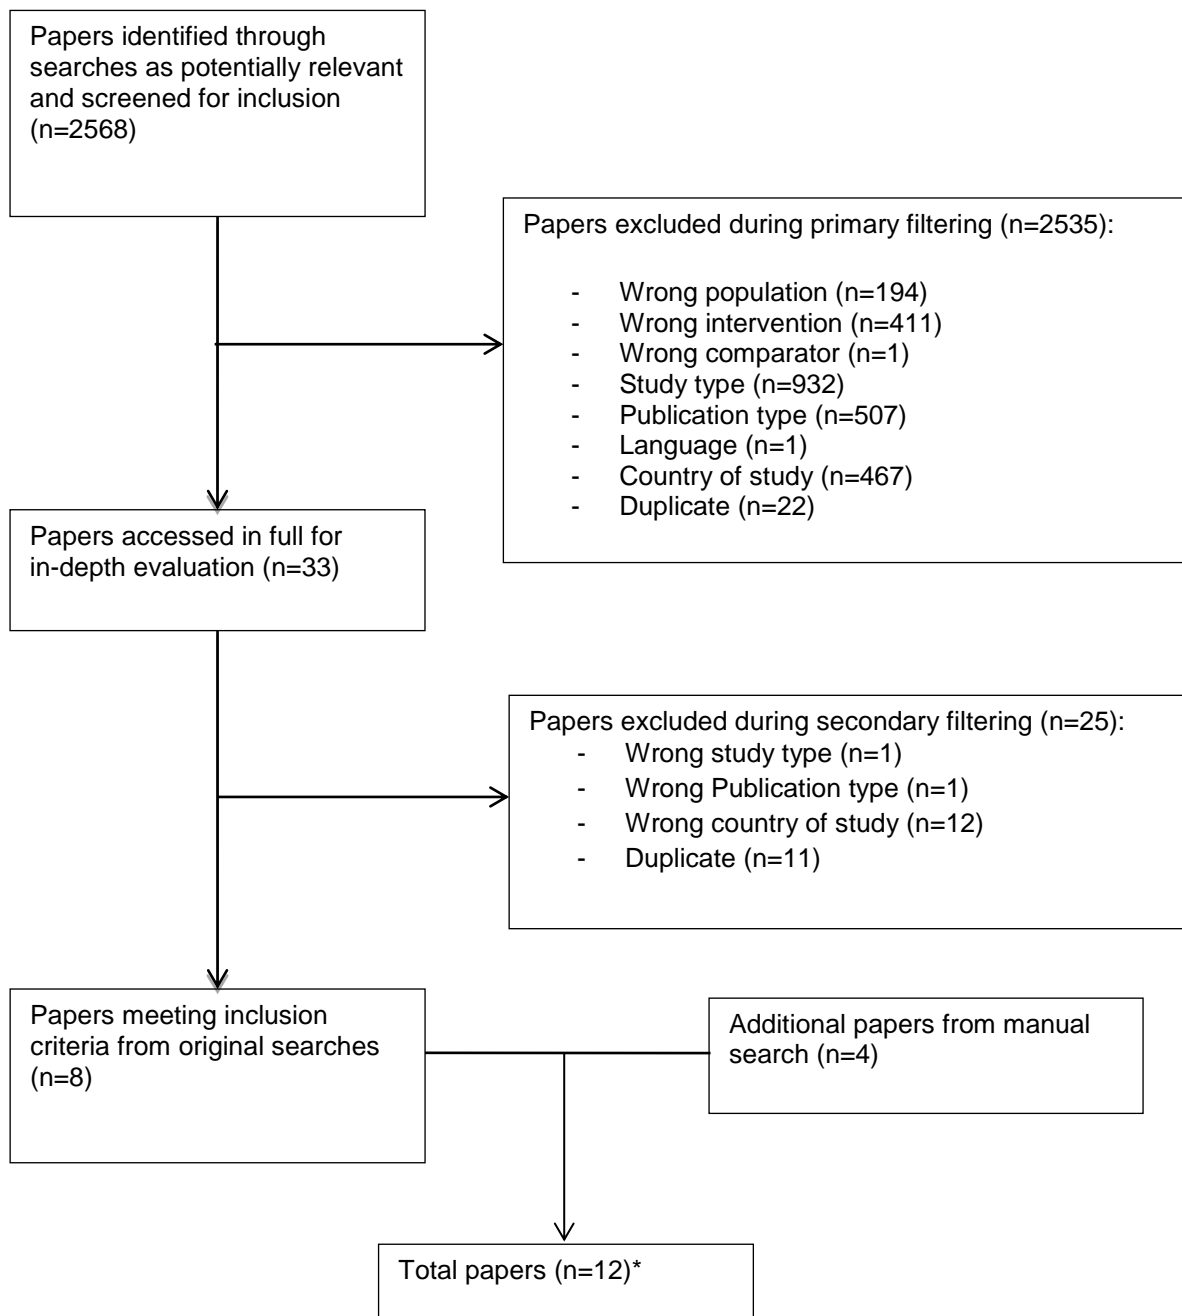 Papers identified through
searches as potentially relevant
and screened for inclusion
(n=2568)
Papers excluded during primary filtering (n=2535):
- Wrong population (n=194)
- Wrong intervention (n=411)
- Wrong comparator (n=1)
- Study type (n=932)
- Publication type (n=507)
- Language (n=1)
- Country of study (n=467)
- Duplicate (n=22)
Papers accessed in full for
in-depth evaluation (n=33)
Papers excluded during secondary filtering (n=25):
- Wrong study type (n=1)
- Wrong Publication type (n=1)
- Wrong country of study (n=12)
- Duplicate (n=11)
Papers meeting inclusion
criteria from original searches
(n=8)
Additional papers from manual
search (n=4)
Total papers (n=12)*